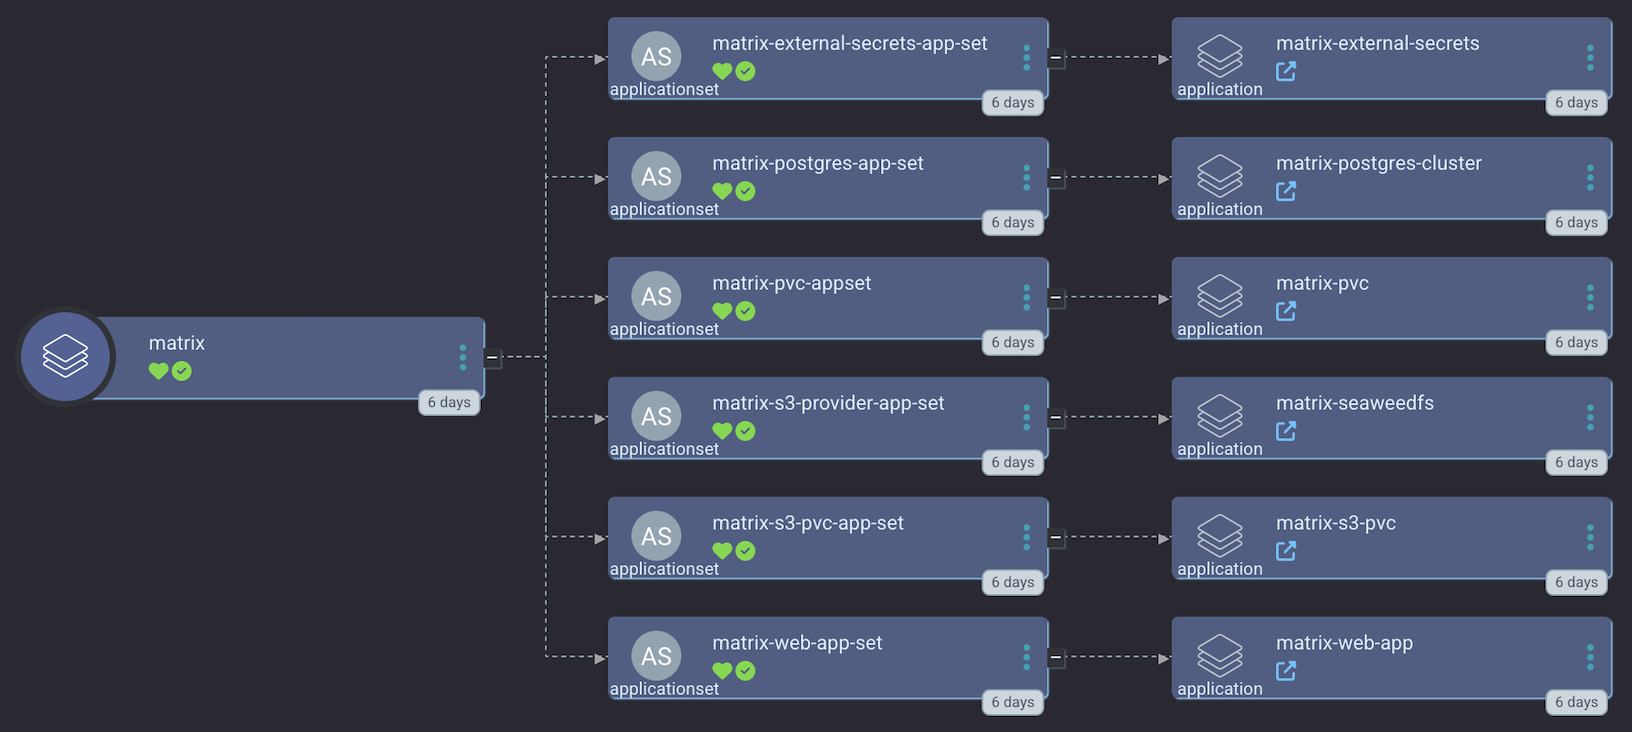 matrix
6 days
AS
applicationset
matrix-external-secrets-app-set
6 days
application
matrix-external-secrets
6 days
AS
applicationset
matrix-postgres-app-set
6 days
application
matrix-postgres-cluster
6 days
AS
applicationset
matrix-pvc-appset
6 days
application
matrix-pvc
6 days
AS
applicationset
matrix-s3-provider-app-set
6 days
application
matrix-seaweedfs
6 days
AS
applicationset
matrix-s3-pvc-app-set
6 days
application
matrix-s3-pvc
6 days
AS
applicationset
matrix-web-app-set
6 days
application
matrix-web-app
6 days